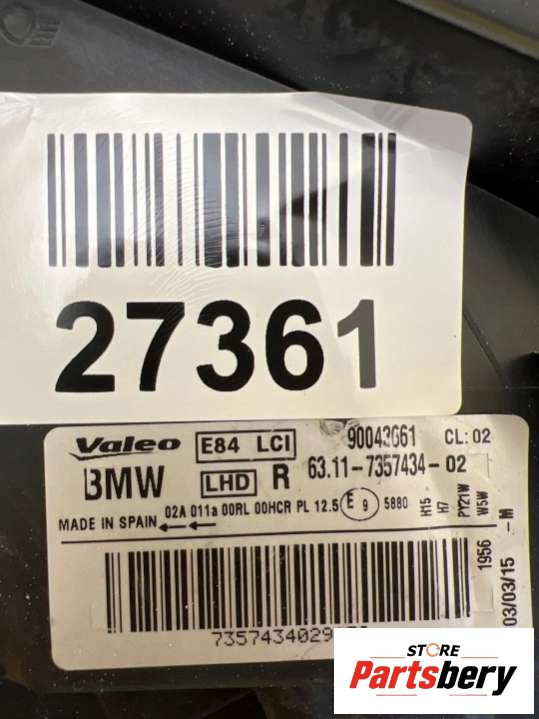 27361
Valeo E84 LCI 90043661 CL: 02
BMW LHD R 63.11-7357434-02
02A 011a 00RL 00HCR PL 12.5 E 9 5880
MADE IN SPAIN
H15
H7
PY21W
W5W
1956
03/03/15
-M
STORE
Partsbery